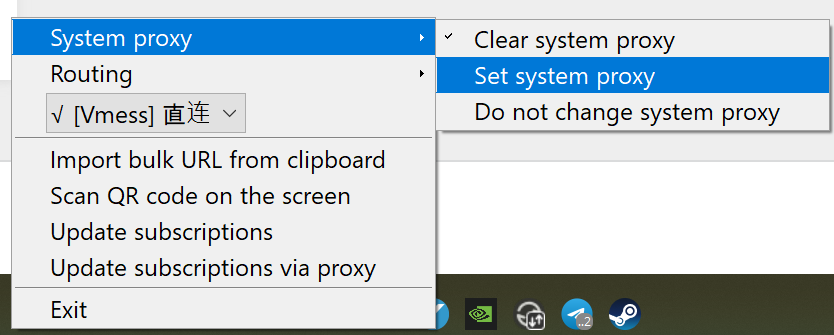 System proxy
Routing
√ [Vmess] 直连
Import bulk URL from clipboard
Scan QR code on the screen
Update subscriptions
Update subscriptions via proxy
Exit
Clear system proxy
Set system proxy
Do not change system proxy
..2